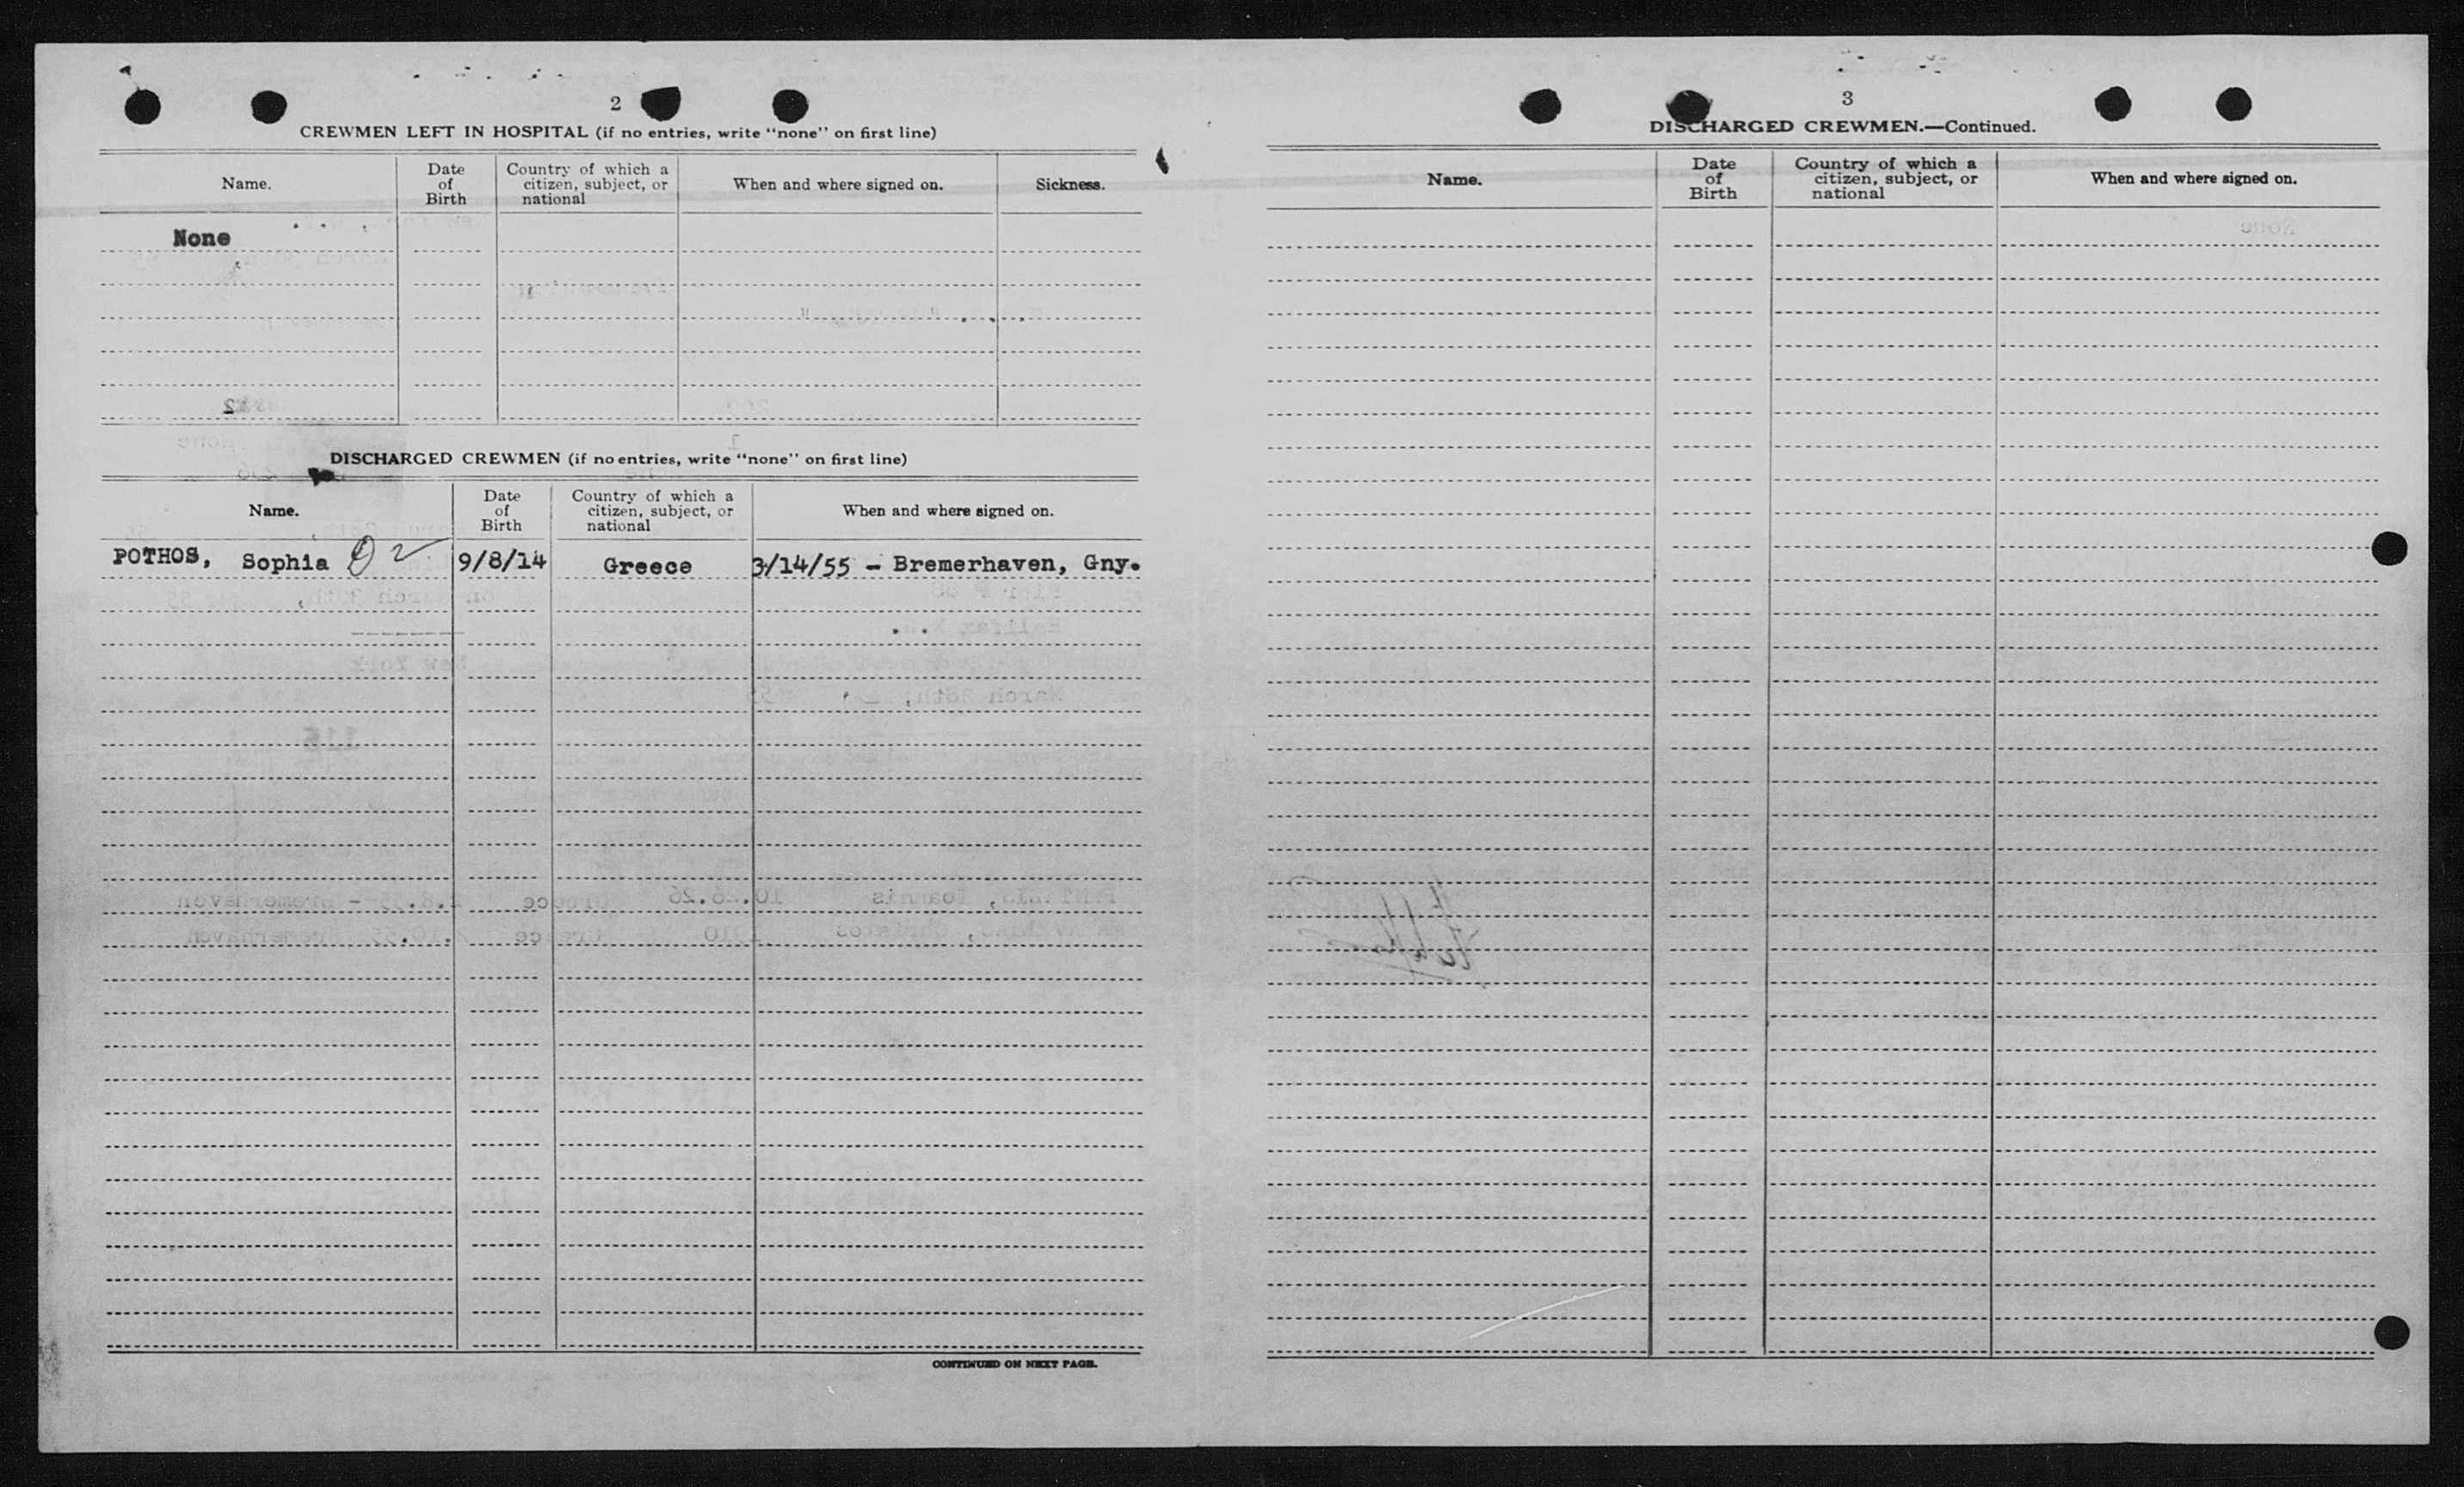 2
CREWMEN LEFT IN HOSPITAL (if no entries, write "none" on first line)
Name.
Date of Birth
Country of which a citizen, subject, or national
When and where signed on.
Sickness.
None
DISCHARGED CREWMEN (if no entries, write "none" on first line)
Name.
Date of Birth
Country of which a citizen, subject, or national
When and where signed on.
POTHOS, Sophia 9/8/14 Greece 3/14/55 - Bremerhaven, Gny.
CONTINUED ON NEXT PAGE.
3
DISCHARGED CREWMEN.—Continued.
Name.
Date of Birth
Country of which a citizen, subject, or national
When and where signed on.